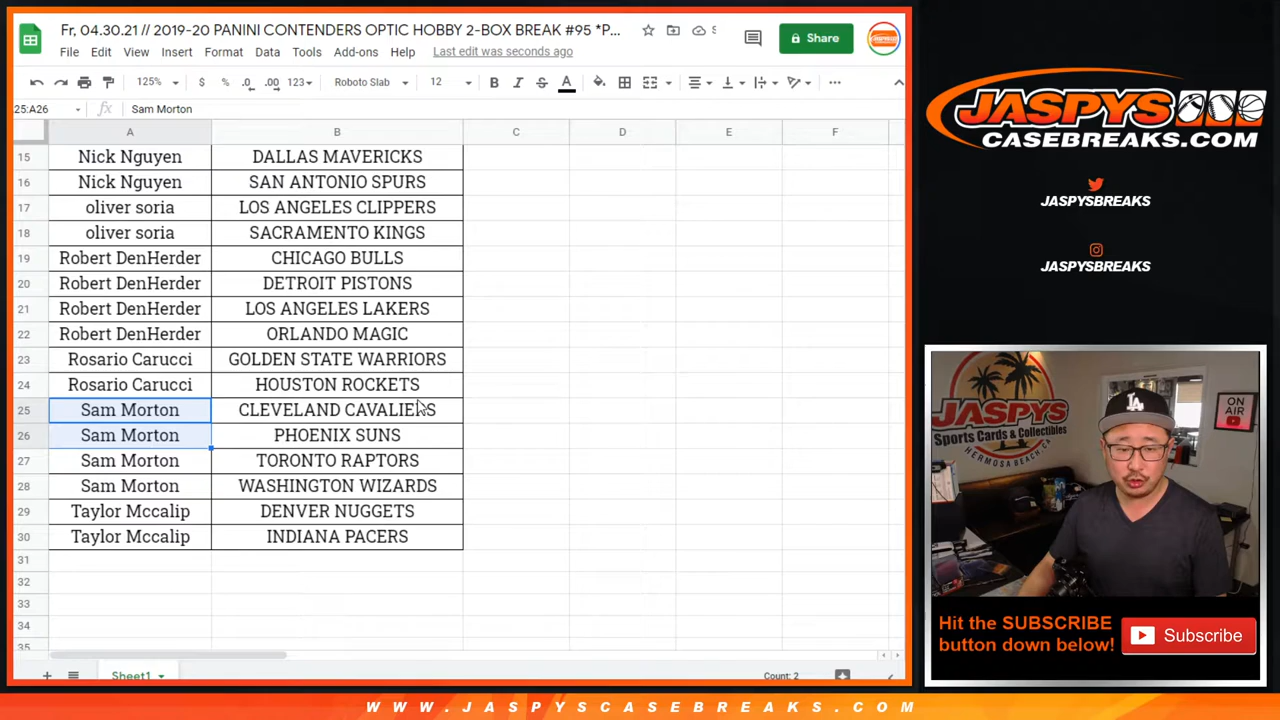 Fr, 04.30.21 // 2019-20 PANINI CONTENDERS OPTIC HOBBY 2-BOX BREAK #95 *P...
Share
File Edit View Insert Format Data Tools Add-ons Help Last edit was seconds ago
125% $ % .0 .00 123 Roboto Slab 12 B I S A
25:A26 fx Sam Morton
A B C D E F
15 Nick Nguyen DALLAS MAVERICKS
16 Nick Nguyen SAN ANTONIO SPURS
17 oliver soria LOS ANGELES CLIPPERS
18 oliver soria SACRAMENTO KINGS
19 Robert DenHerder CHICAGO BULLS
20 Robert DenHerder DETROIT PISTONS
21 Robert DenHerder LOS ANGELES LAKERS
22 Robert DenHerder ORLANDO MAGIC
23 Rosario Carucci GOLDEN STATE WARRIORS
24 Rosario Carucci HOUSTON ROCKETS
25 Sam Morton CLEVELAND CAVALIERS
26 Sam Morton PHOENIX SUNS
27 Sam Morton TORONTO RAPTORS
28 Sam Morton WASHINGTON WIZARDS
29 Taylor Mccalip DENVER NUGGETS
30 Taylor Mccalip INDIANA PACERS
31
32
33
34
35
Sheet1 Count: 2
JASPYS
CASEBREAKS.COM
JASPYSBREAKS
JASPYSBREAKS
JASPYS
Sports Cards & Collectibles
HERMOSA BEACH, CA
ON AIR
LA
Hit the SUBSCRIBE
button down below!
Subscribe
WWW.JASPYSCASEBREAKS.COM